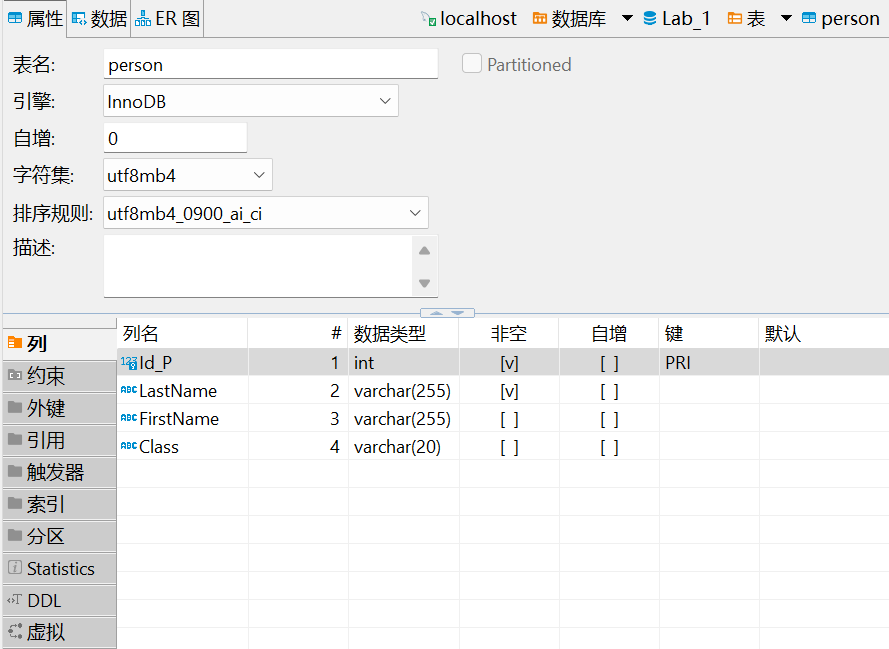 属性 数据 ER 图 localhost 数据库 Lab_1 表 person
表名: person Partitioned
引擎: InnoDB
自增: 0
字符集: utf8mb4
排序规则: utf8mb4_0900_ai_ci
描述:
列名 # 数据类型 非空 自增 键 默认
123 Id_P 1 int [v] [ ] PRI
ABC LastName 2 varchar(255) [v] [ ]
ABC FirstName 3 varchar(255) [ ] [ ]
ABC Class 4 varchar(20) [ ] [ ]
列
约束
外键
引用
触发器
索引
分区
Statistics
DDL
虚拟